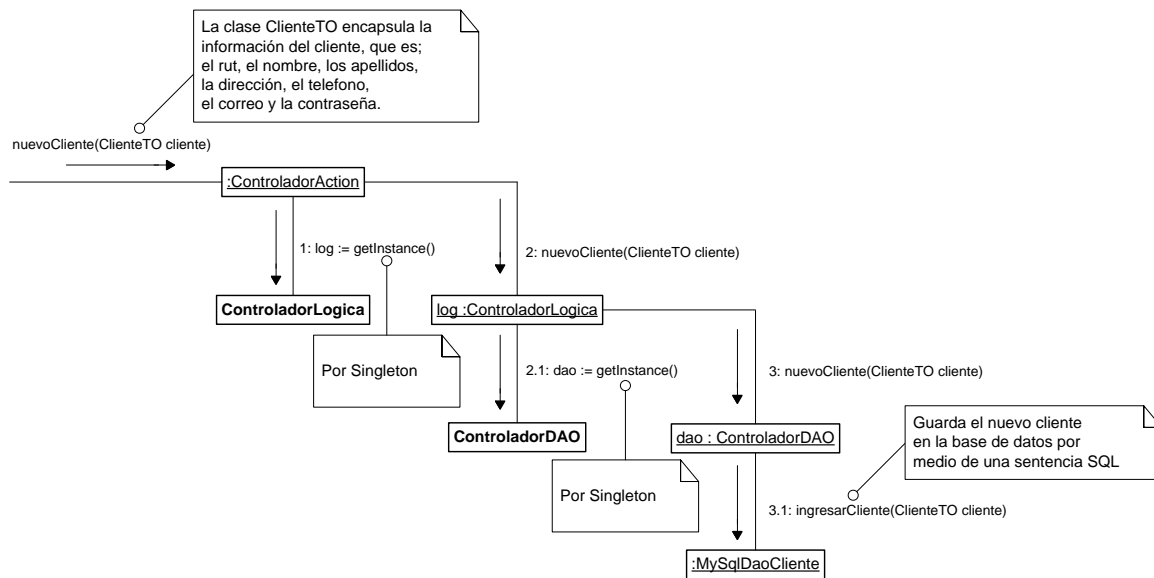 La clase ClienteTO encapsula la
información del cliente, que es;
el rut, el nombre, los apellidos,
la dirección, el telefono,
el correo y la contraseña.
nuevoCliente(ClienteTO cliente)
:ControladorAction
1: log := getInstance()
2: nuevoCliente(ClienteTO cliente)
ControladorLogica
log :ControladorLogica
Por Singleton
2.1: dao := getInstance()
3: nuevoCliente(ClienteTO cliente)
Guarda el nuevo cliente
en la base de datos por
medio de una sentencia SQL
ControladorDAO
dao : ControladorDAO
Por Singleton
3.1: ingresarCliente(ClienteTO cliente)
:MySqlDaoCliente